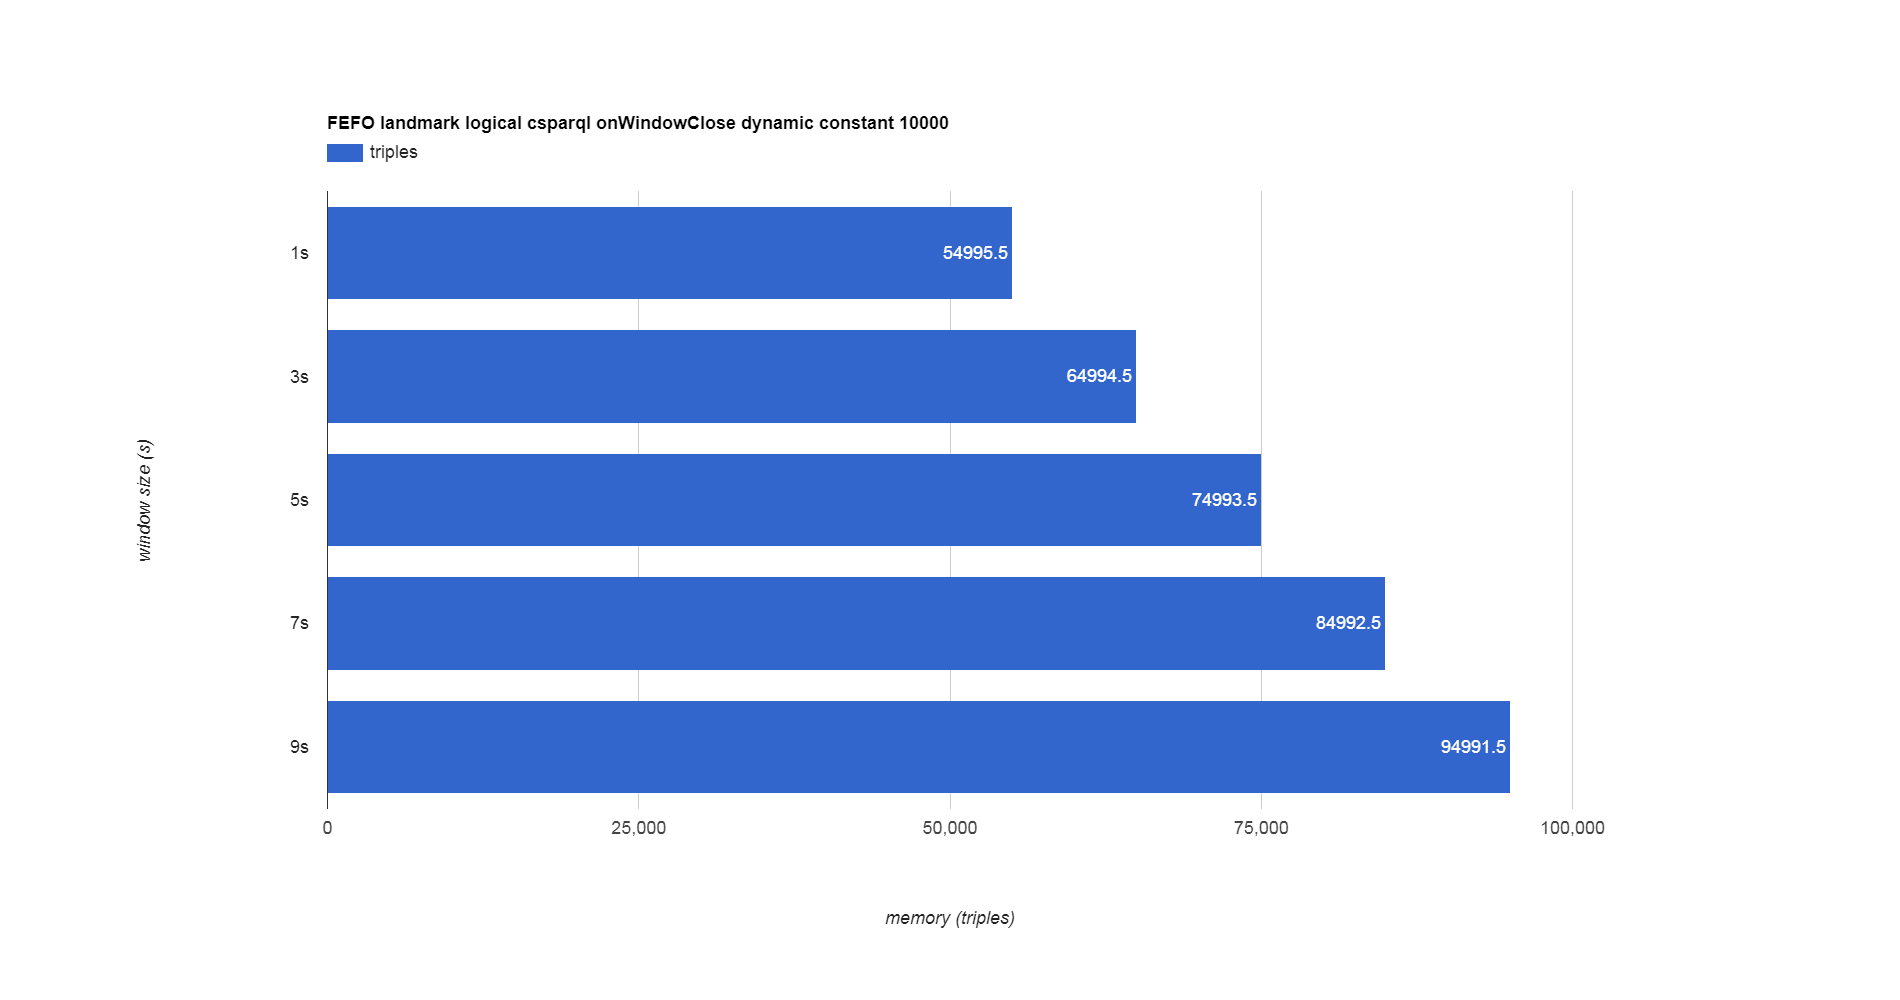 FEFO landmark logical csparql onWindowClose dynamic constant 10000
triples
1s
54995.5
3s
64994.5
5s
74993.5
7s
84992.5
9s
94991.5
window size (s)
0
25,000
50,000
75,000
100,000
memory (triples)